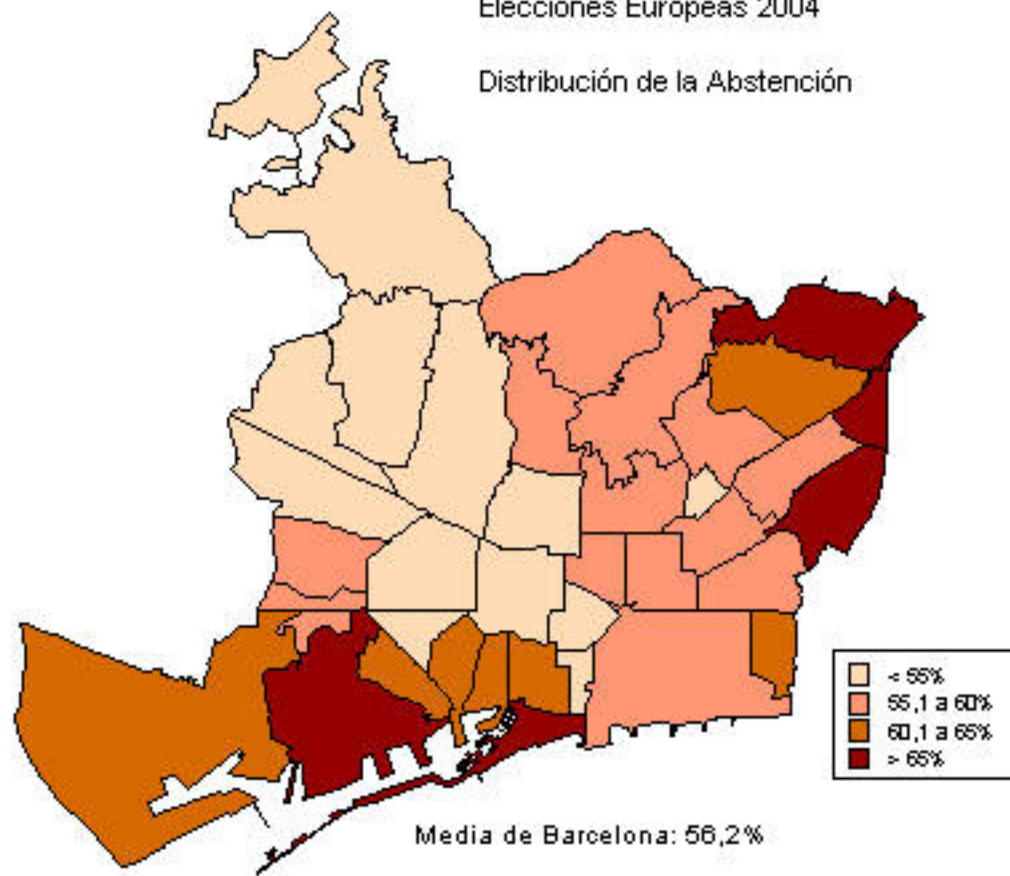 Elecciones Europeas 2004
Distribución de la Abstención
< 55%
55,1 a 60%
60,1 a 65%
> 65%
Media de Barcelona: 56,2%